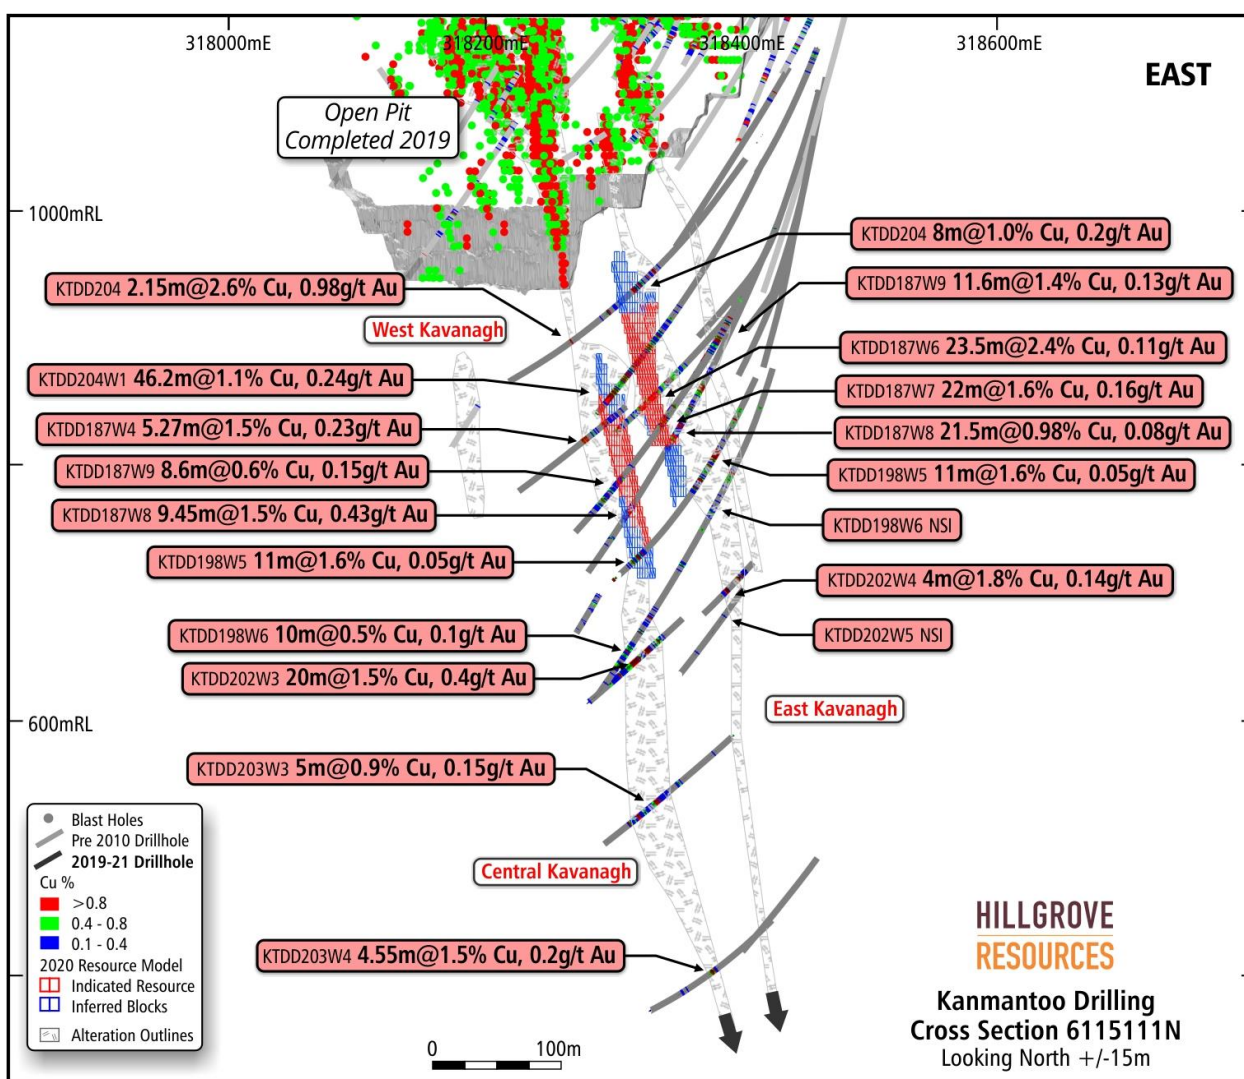 318000mE
318200mE
318400mE
318600mE
EAST
Open Pit
Completed 2019
1000mRL
KTDD204 8m@1.0% Cu, 0.2g/t Au
KTDD204 2.15m@2.6% Cu, 0.98g/t Au
KTDD187W9 11.6m@1.4% Cu, 0.13g/t Au
West Kavanagh
KTDD187W6 23.5m@2.4% Cu, 0.11g/t Au
KTDD204W1 46.2m@1.1% Cu, 0.24g/t Au
KTDD187W7 22m@1.6% Cu, 0.16g/t Au
KTDD187W4 5.27m@1.5% Cu, 0.23g/t Au
KTDD187W8 21.5m@0.98% Cu, 0.08g/t Au
KTDD187W9 8.6m@0.6% Cu, 0.15g/t Au
KTDD198W5 11m@1.6% Cu, 0.05g/t Au
KTDD187W8 9.45m@1.5% Cu, 0.43g/t Au
KTDD198W6 NSI
KTDD198W5 11m@1.6% Cu, 0.05g/t Au
KTDD202W4 4m@1.8% Cu, 0.14g/t Au
KTDD198W6 10m@0.5% Cu, 0.1g/t Au
KTDD202W5 NSI
KTDD202W3 20m@1.5% Cu, 0.4g/t Au
East Kavanagh
600mRL
KTDD203W3 5m@0.9% Cu, 0.15g/t Au
Central Kavanagh
KTDD203W4 4.55m@1.5% Cu, 0.2g/t Au
Blast Holes
Pre 2010 Drillhole
2019-21 Drillhole
Cu %
>0.8
0.4 - 0.8
0.1 - 0.4
2020 Resource Model
Indicated Resource
Inferred Blocks
Alteration Outlines
0 100m
HILLGROVE
RESOURCES
Kanmantoo Drilling
Cross Section 6115111N
Looking North +/-15m